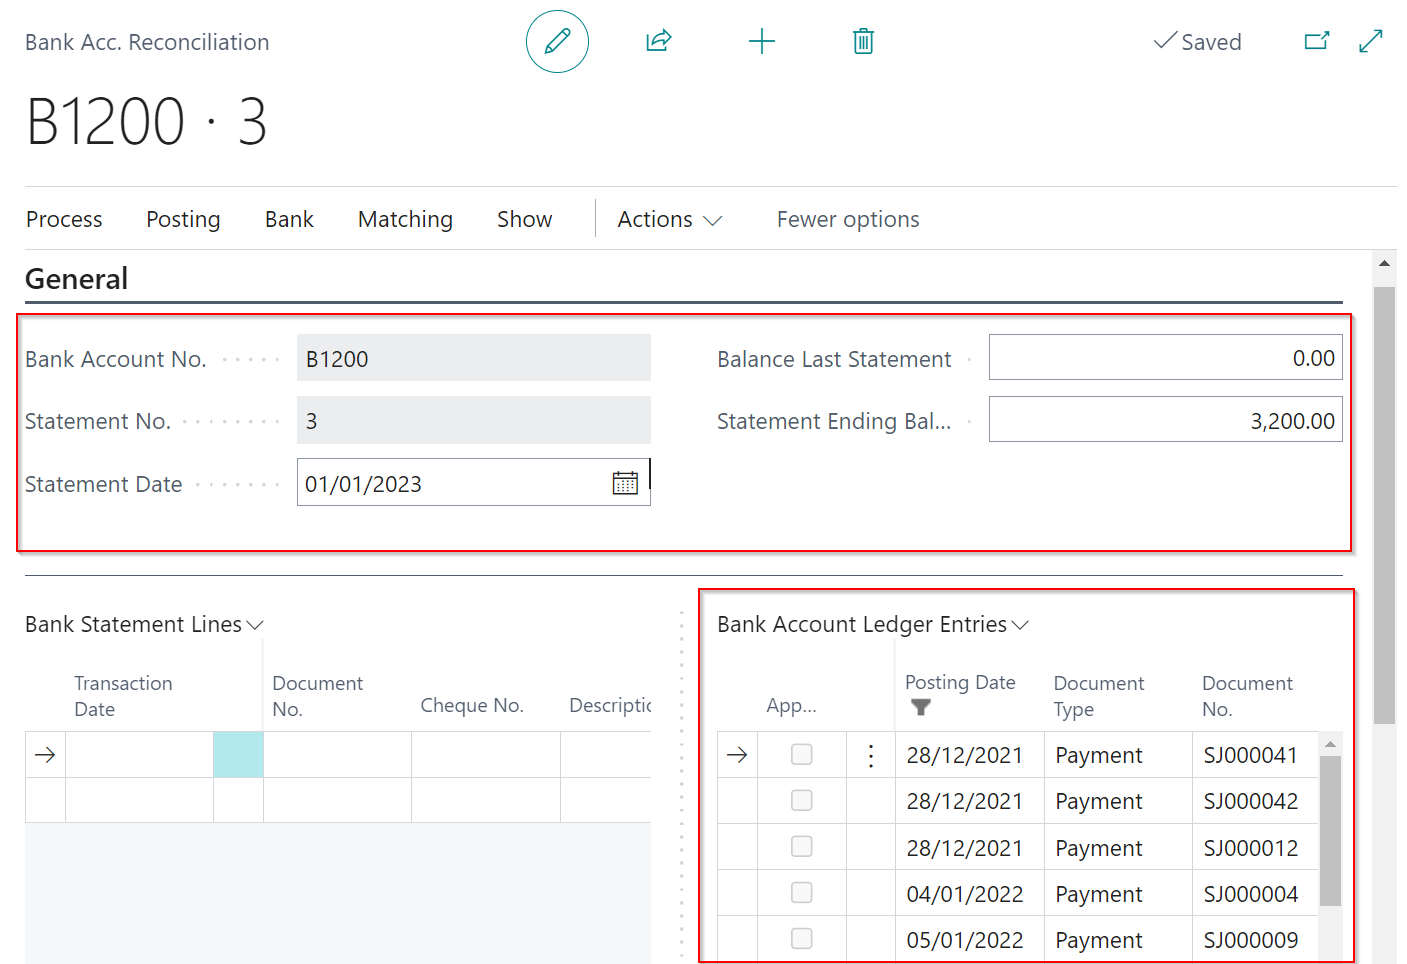 Bank Acc. Reconciliation
Saved
B1200 · 3
Process Posting Bank Matching Show Actions Fewer options
General
Bank Account No. B1200
Balance Last Statement 0.00
Statement No. 3
Statement Ending Bal... 3,200.00
Statement Date 01/01/2023
Bank Statement Lines
Transaction Date Document No. Cheque No. Descriptic
Bank Account Ledger Entries
App... Posting Date Document Type Document No.
28/12/2021 Payment SJ000041
28/12/2021 Payment SJ000042
28/12/2021 Payment SJ000012
04/01/2022 Payment SJ000004
05/01/2022 Payment SJ000009